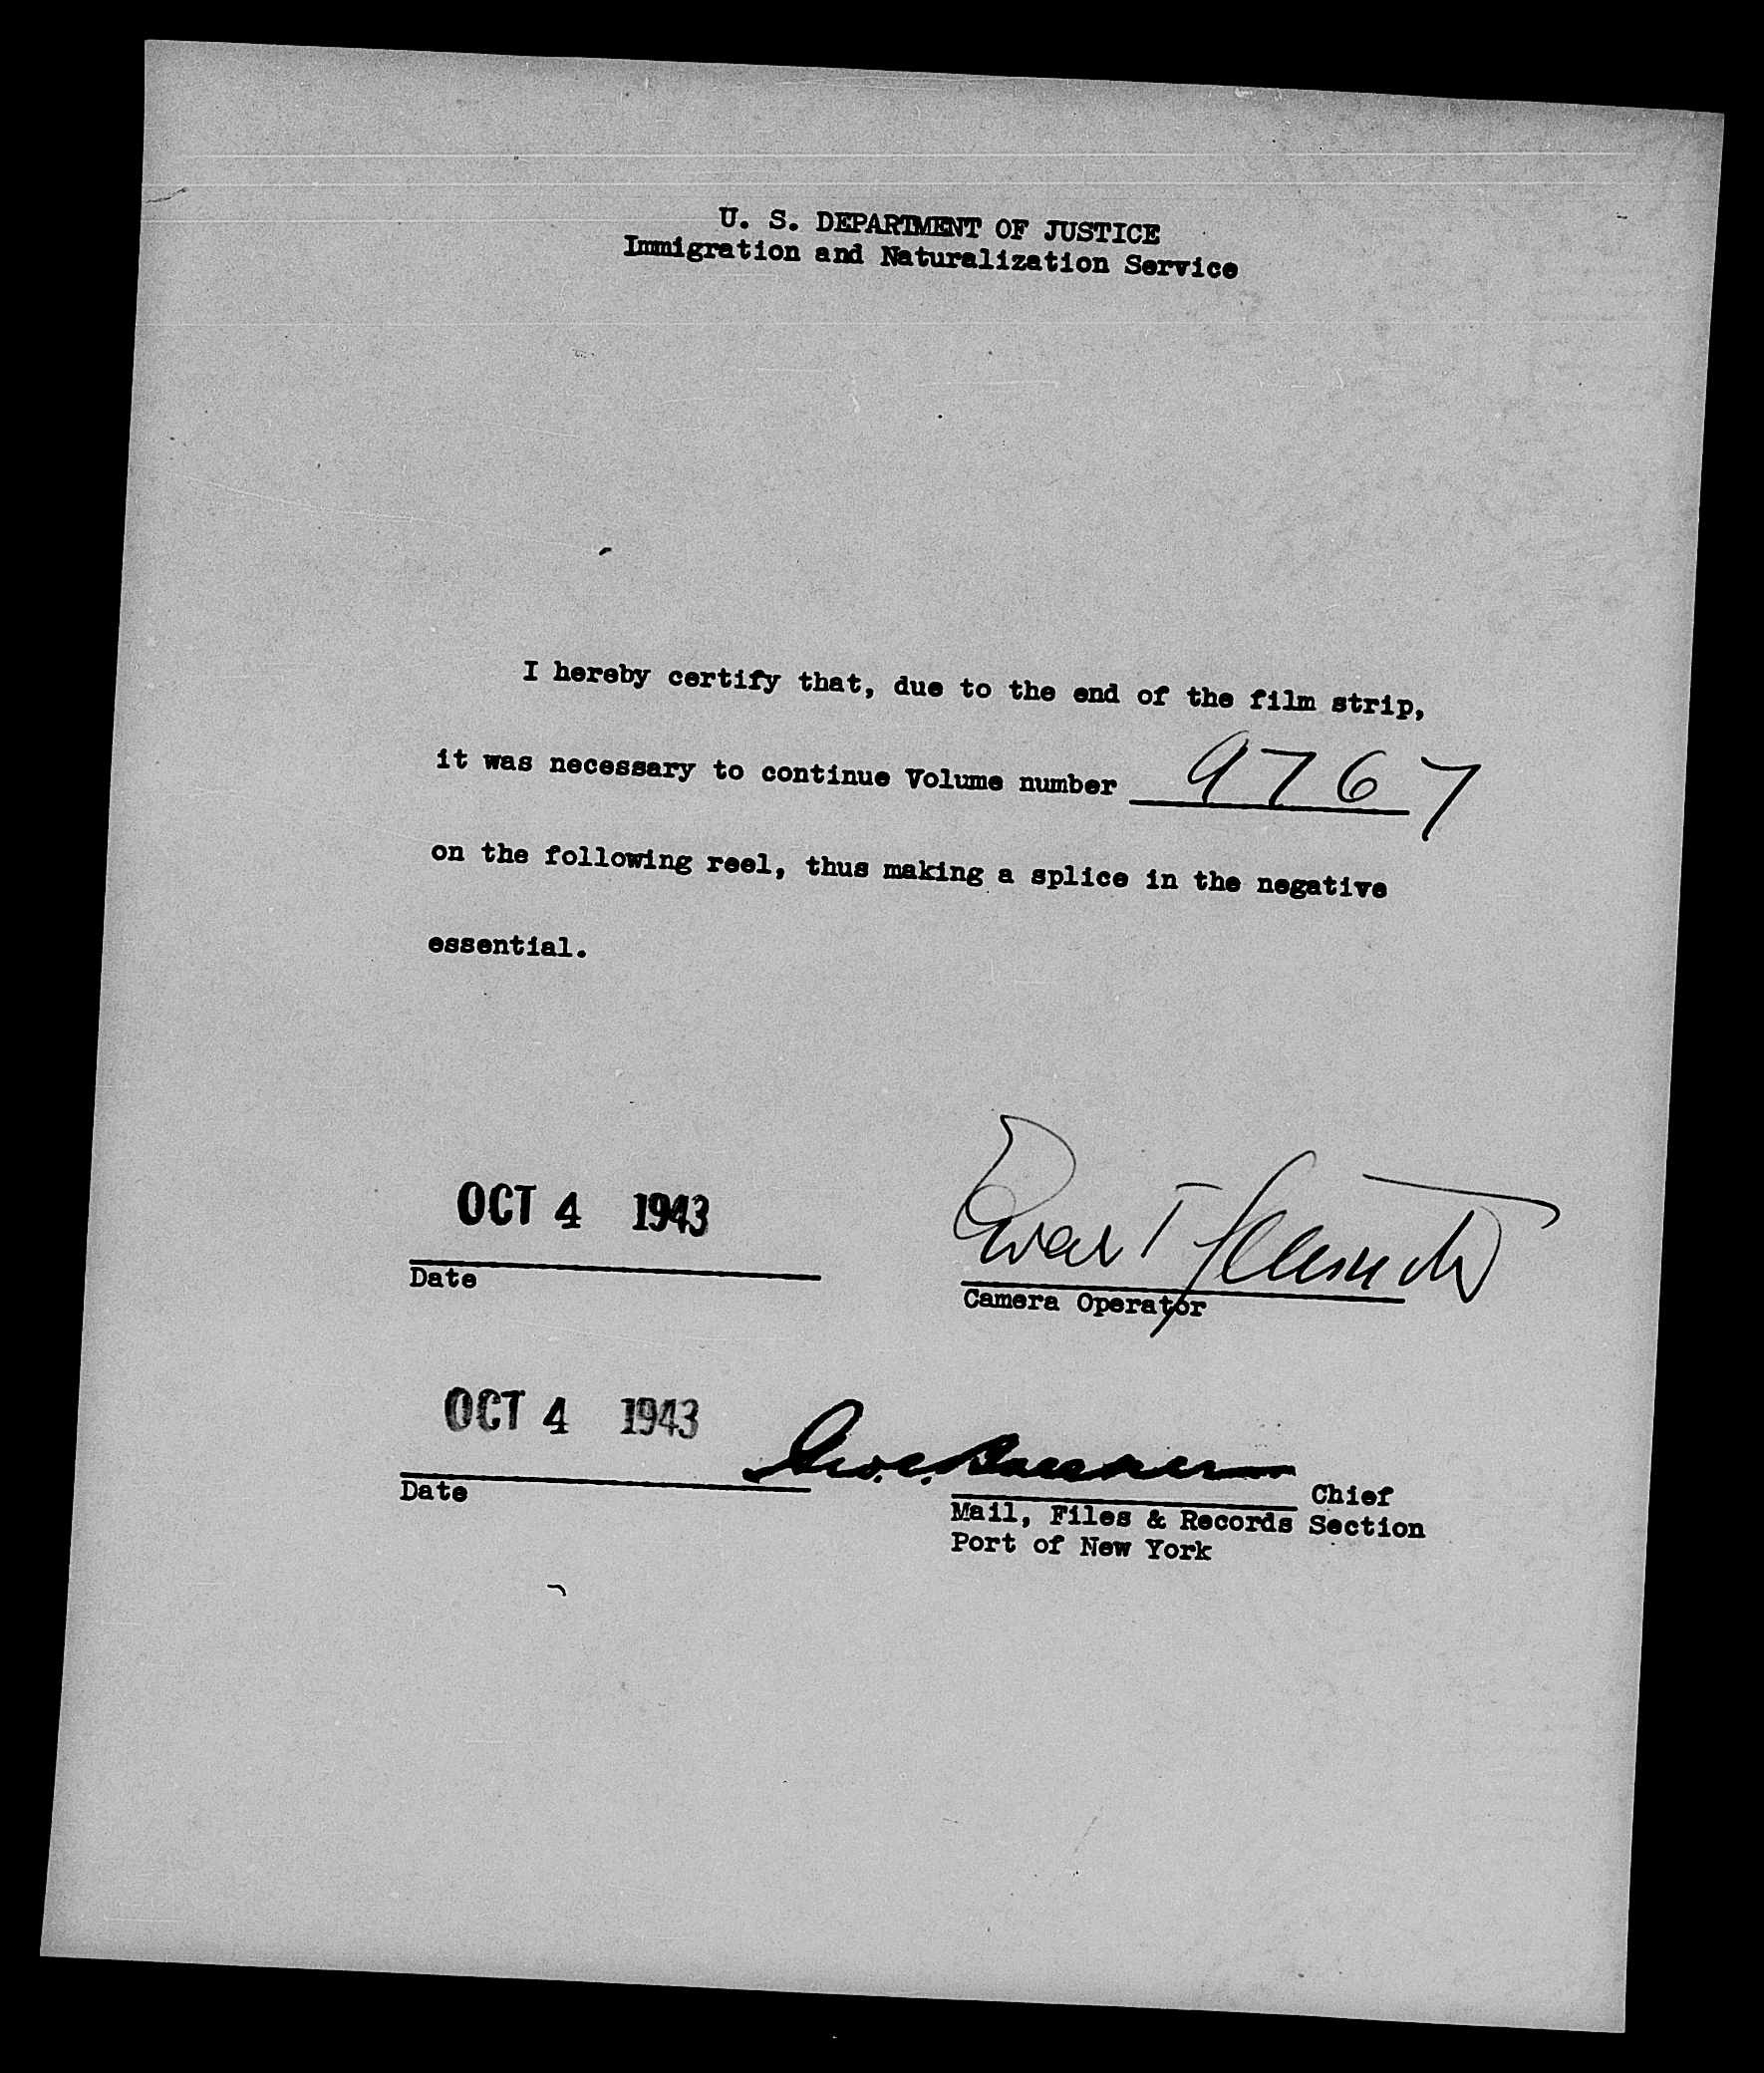 U. S. DEPARTMENT OF JUSTICE
Immigration and Naturalization Service
I hereby certify that, due to the end of the film strip,
it was necessary to continue Volume number 9767
on the following reel, thus making a splice in the negative
essential.
OCT 4 1943
Date
Camera Operator
OCT 4 1943
Date
Chief
Mail, Files & Records Section
Port of New York